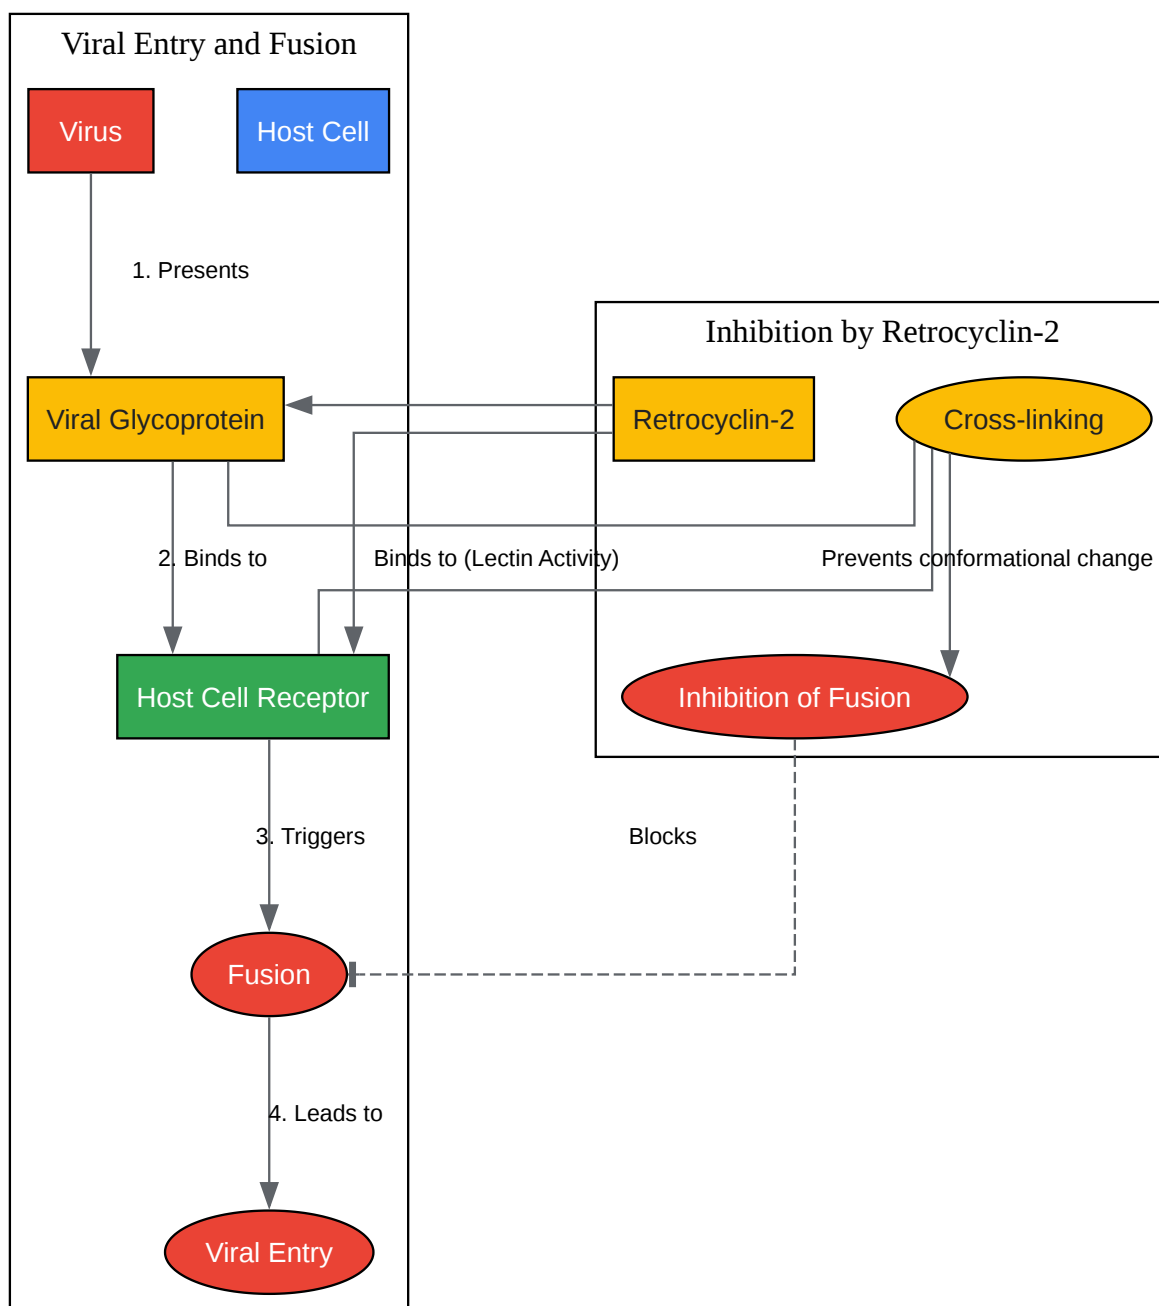 Viral Entry and Fusion
Virus
Host Cell
1. Presents
Inhibition by Retrocyclin-2
Viral Glycoprotein
Retrocyclin-2
Cross-linking
2. Binds to
Binds to (Lectin Activity)
Prevents conformational change
Host Cell Receptor
Inhibition of Fusion
3. Triggers
Blocks
Fusion
4. Leads to
Viral Entry